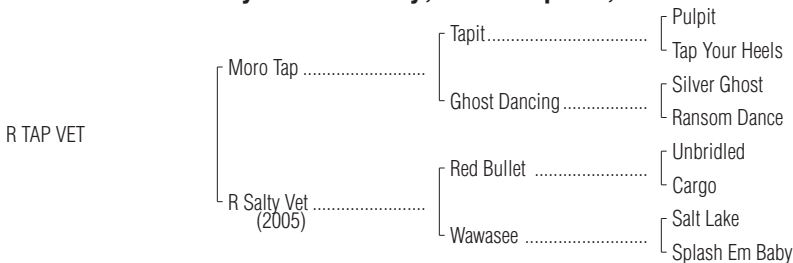 Pulpit
Tapit
Tap Your Heels
Moro Tap
Silver Ghost
Ghost Dancing
Ransom Dance
R TAP VET
Unbridled
Red Bullet
Cargo
R Salty Vet
(2005)
Salt Lake
Wawasee
Splash Em Baby